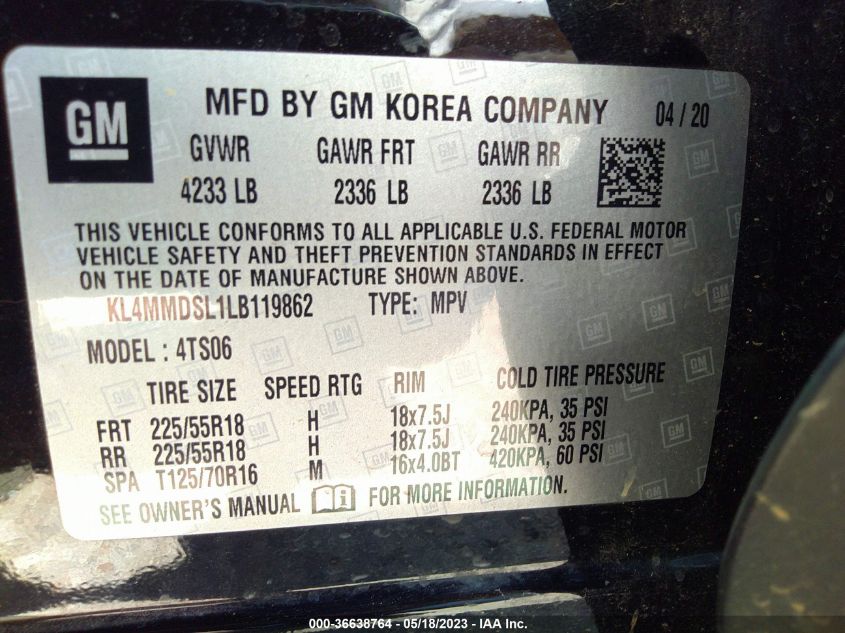 GM
MFD BY GM KOREA COMPANY 04 / 20
GVWR GAWR FRT GAWR RR
4233 LB 2336 LB 2336 LB
THIS VEHICLE CONFORMS TO ALL APPLICABLE U.S. FEDERAL MOTOR
VEHICLE SAFETY AND THEFT PREVENTION STANDARDS IN EFFECT
ON THE DATE OF MANUFACTURE SHOWN ABOVE.
KL4MMDSL1LB119862 TYPE: MPV
MODEL : 4TS06
TIRE SIZE SPEED RTG RIM COLD TIRE PRESSURE
FRT 225/55R18 H 18x7.5J 240KPA, 35 PSI
RR 225/55R18 H 18x7.5J 240KPA, 35 PSI
SPA T125/70R16 M 16x4.0BT 420KPA, 60 PSI
SEE OWNER'S MANUAL FOR MORE INFORMATION.
000-36638764 — 05/18/2023 — IAA Inc.